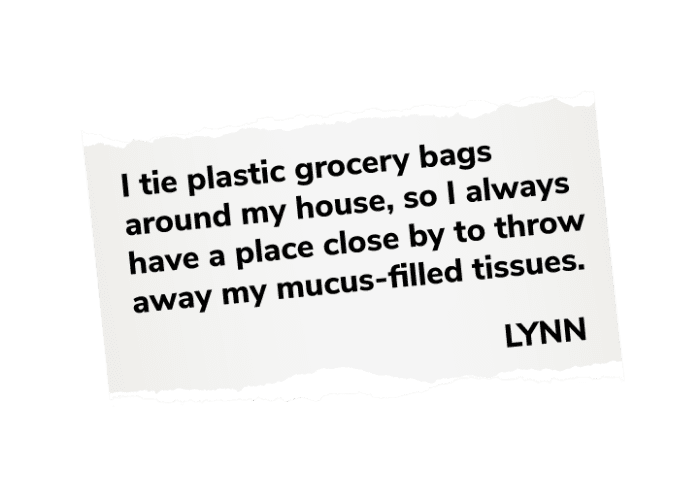 I tie plastic grocery bags
around my house, so I always
have a place close by to throw
away my mucus-filled tissues.
LYNN